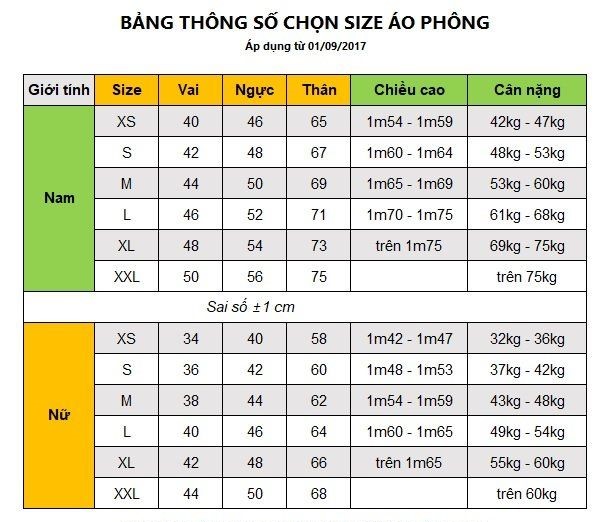 BẢNG THÔNG SỐ CHỌN SIZE ÁO PHÔNG
Áp dụng từ 01/09/2017
Giới tính Size Vai Ngực Thân Chiều cao Cân nặng
Nam
XS 40 46 65 1m54 - 1m59 42kg - 47kg
S 42 48 67 1m60 - 1m64 48kg - 53kg
M 44 50 69 1m65 - 1m69 53kg - 60kg
L 46 52 71 1m70 - 1m75 61kg - 68kg
XL 48 54 73 trên 1m75 69kg - 75kg
XXL 50 56 75 trên 75kg
Sai số ±1 cm
Nữ
XS 34 40 58 1m42 - 1m47 32kg - 36kg
S 36 42 60 1m48 - 1m53 37kg - 42kg
M 38 44 62 1m54 - 1m59 43kg - 48kg
L 40 46 64 1m60 - 1m65 49kg - 54kg
XL 42 48 66 trên 1m65 55kg - 60kg
XXL 44 50 68 trên 60kg